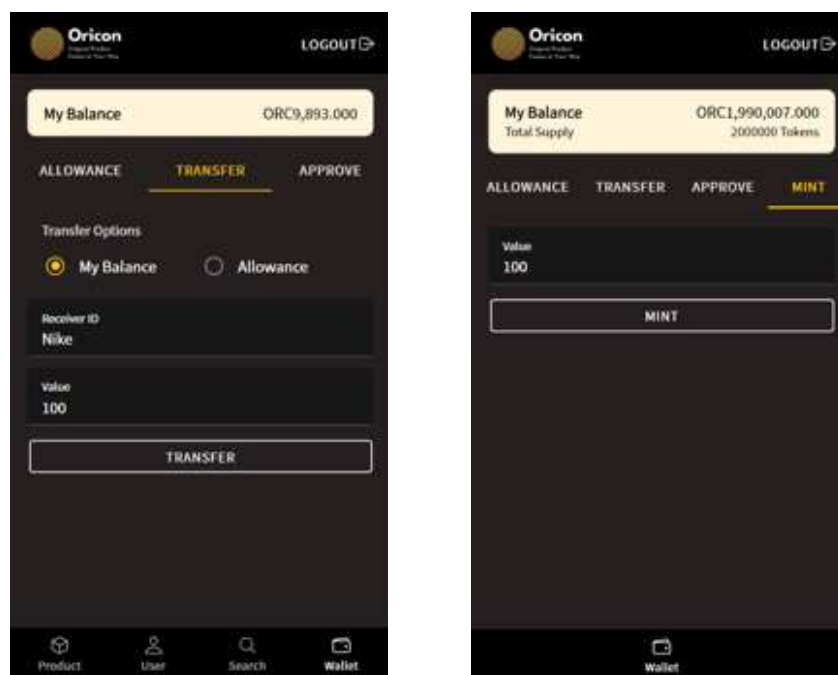 Oricon
LOGOUT
My Balance ORC9,893.000
ALLOWANCE TRANSFER APPROVE
Transfer Options
My Balance Allowance
Receiver ID
Nike
Value
100
TRANSFER
Product User Search Wallet
Oricon
LOGOUT
My Balance ORC1,990,007.000
Total Supply 2000000 Tokens
ALLOWANCE TRANSFER APPROVE MINT
Value
100
MINT
Wallet